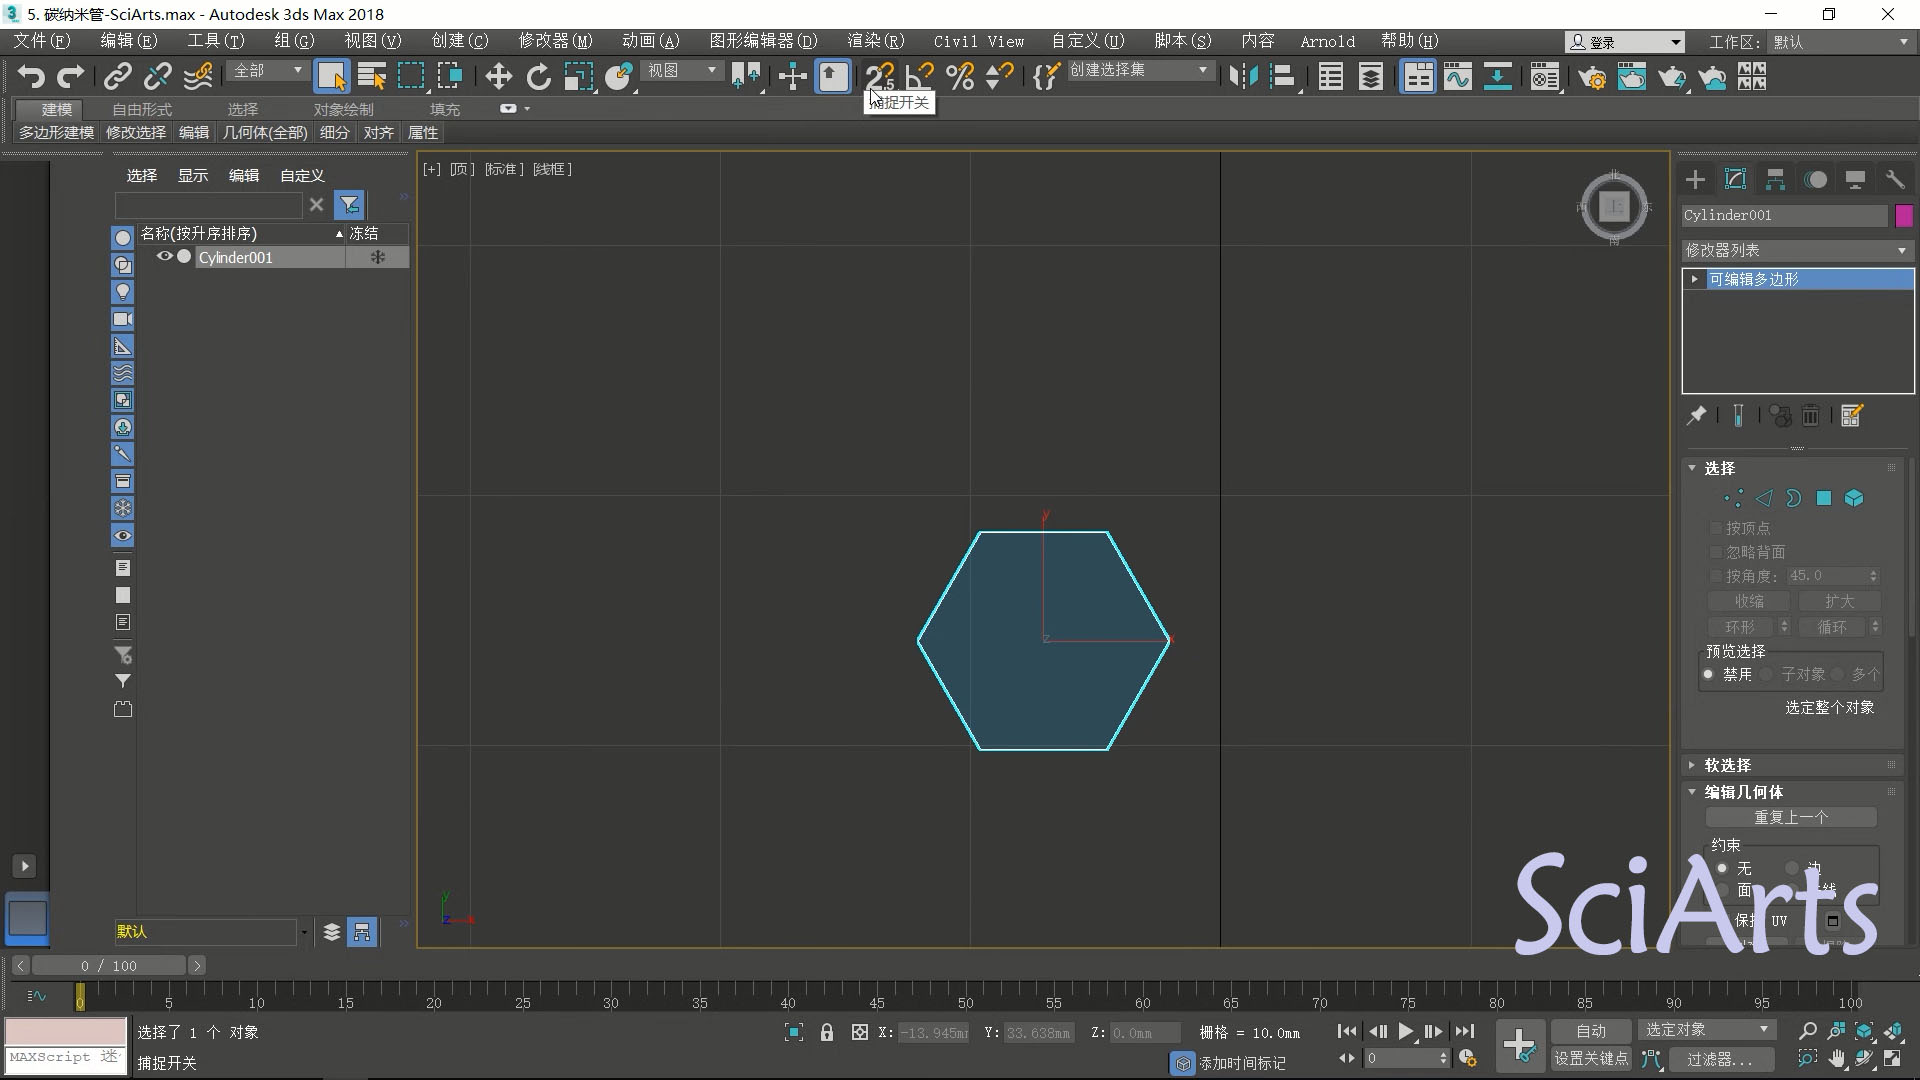 5. 碳纳米管-SciArts.max - Autodesk 3ds Max 2018
文件(F) 编辑(E) 工具(T) 组(G) 视图(V) 创建(C) 修改器(M) 动画(A) 图形编辑器(D) 渲染(R) Civil View 自定义(U) 脚本(S) 内容 Arnold 帮助(H) 登录 工作区: 默认
全部 视图 创建选择集
捕捉开关
建模 自由形式 选择 对象绘制 填充
多边形建模 修改选择 编辑 几何体(全部) 细分 对齐 属性
选择 显示 编辑 自定义
名称(按升序排序) 冻结
Cylinder001
[+] [顶] [标准] [线框]
北
西 上 东
南
y
z x
y
z x
Cylinder001
修改器列表
可编辑多边形
选择
按顶点
忽略背面
按角度: 45.0
收缩 扩大
环形 循环
预览选择
禁用 子对象 多个
选定整个对象
软选择
编辑几何体
重复上一个
约束
无 边
面
UV
SciArts
默认
0 / 100
0 5 10 15 20 25 30 35 40 45 50 55 60 65 70 75 80 85 90 95 100
选择了 1 个 对象 X: -13.945mm Y: 33.638mm Z: 0.0mm 栅格 = 10.0mm 自动 选定对象
MAXScript 迷
捕捉开关 添加时间标记 0 设置关键点 过滤器...